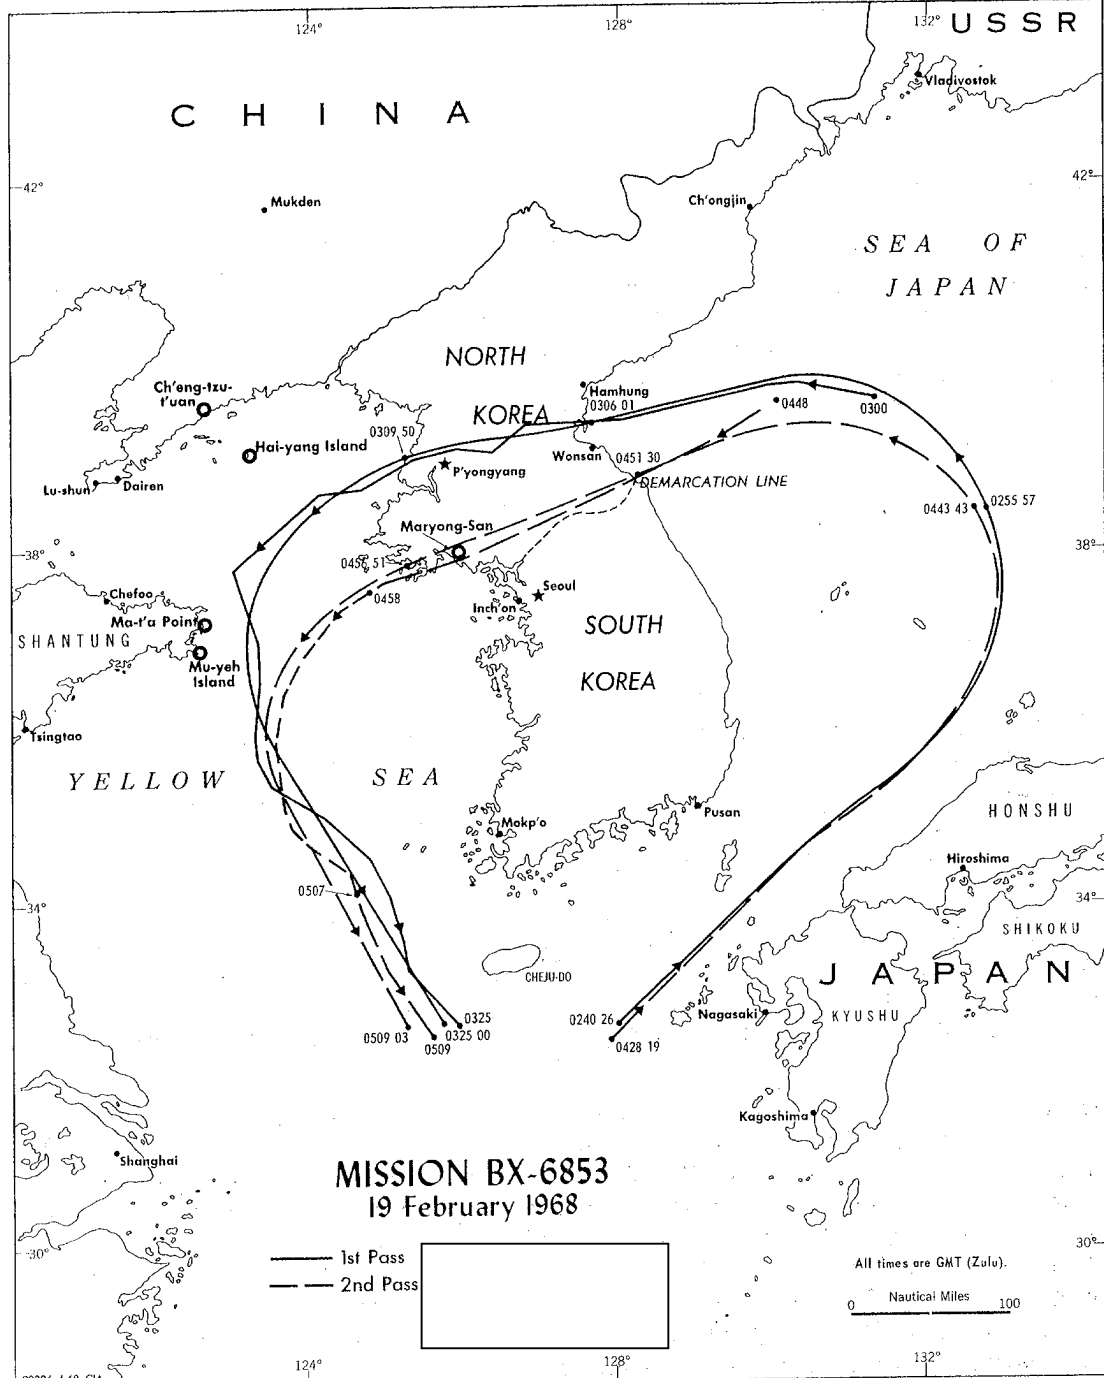 124°
128°
132°
USSR
Vladivostok
CHINA
42°
42°
Mukden
Ch'ongjin
SEA OF
JAPAN
NORTH
KOREA
Ch'eng-tzu-
t'uan
Hamhung
0306 01
0448
0300
0309 50
Hai-yang Island
Wonsan
0451 30
P'yongyang
DEMARCATION LINE
Lu-shun
Dairen
Maryong-San
0443 43
0255 57
38°
38°
0458
Seoul
Chefoo
Inch'on
Ma-t'a Point
SHANTUNG
SOUTH
KOREA
Mu-yeh
Island
Tsingtao
YELLOW SEA
Pusan
HONSHU
Mokp'o
Hiroshima
0507
34°
34°
SHIKOKU
CHEJU-DO
JAPAN
Nagasaki
KYUSHU
0325
0325 00
0509 03
0509
0240 26
0428 19
Kagoshima
Shanghai
MISSION BX-6853
19 February 1968
30°
30°
1st Pass
2nd Pass
All times are GMT (Zulu).
Nautical Miles
0 100
124°
128°
132°